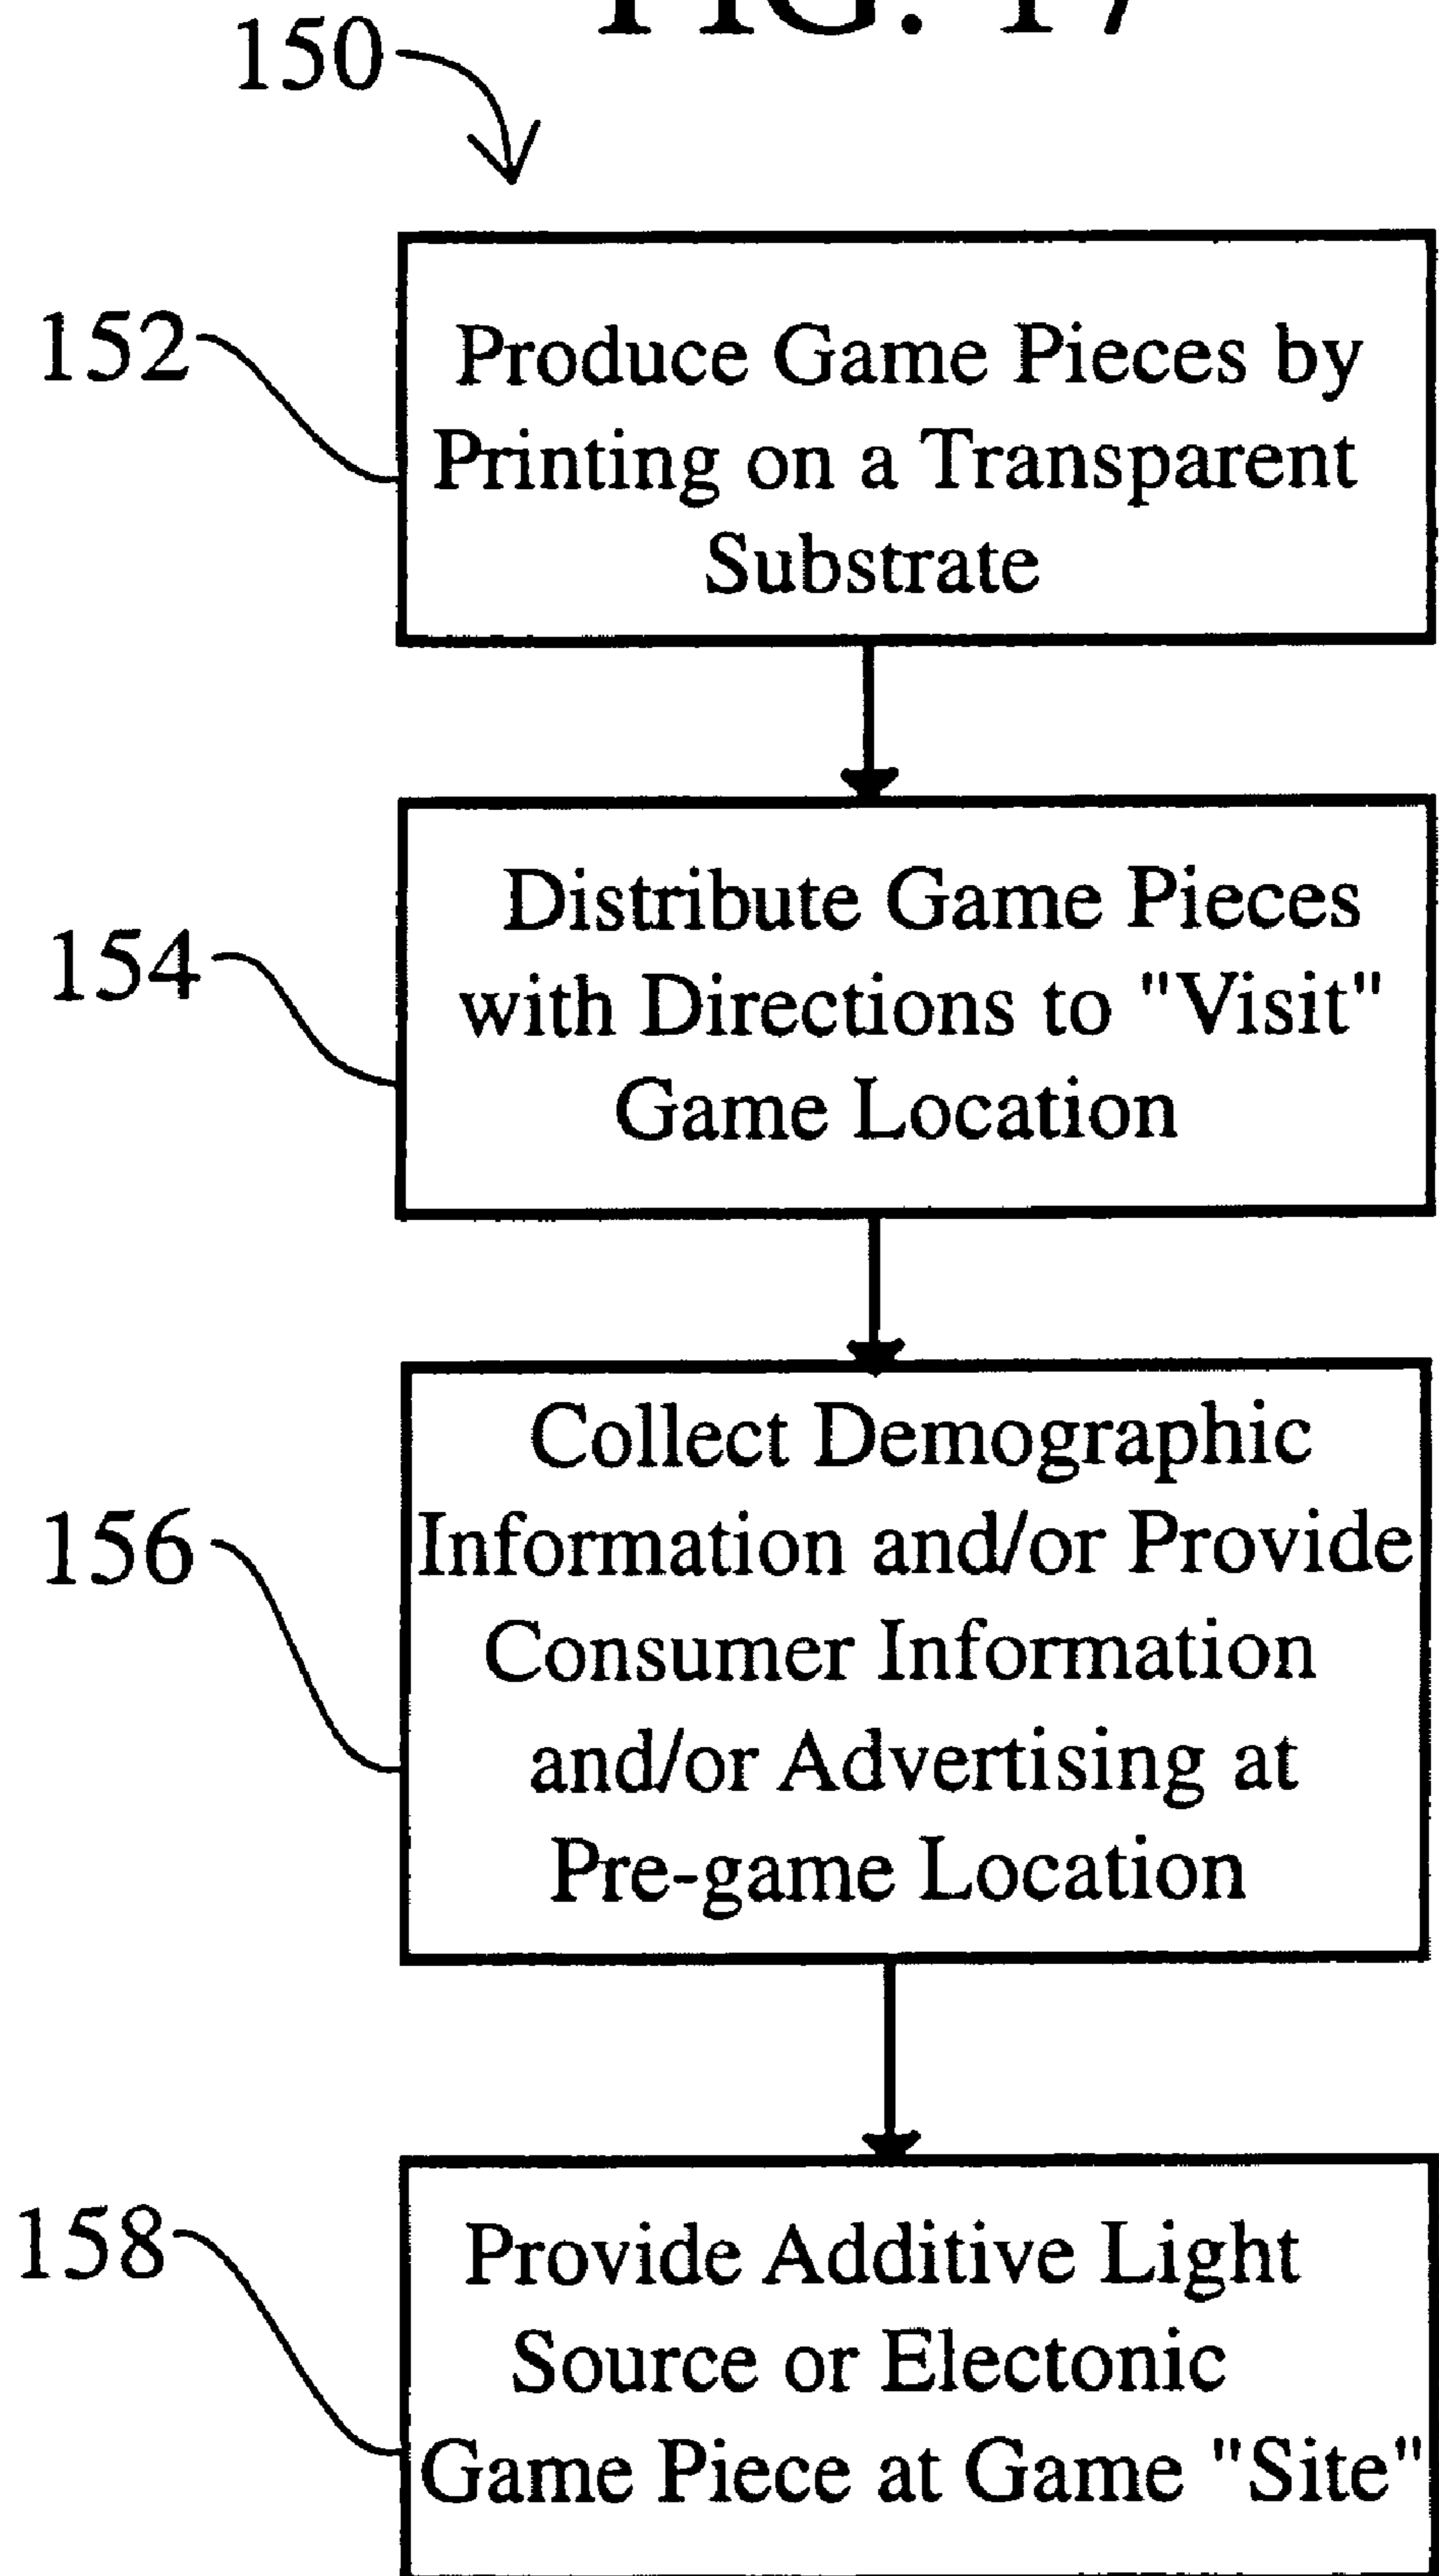 FIG. 17
150
152
Produce Game Pieces by
Printing on a Transparent
Substrate
154
Distribute Game Pieces
with Directions to "Visit"
Game Location
156
Collect Demographic
Information and/or Provide
Consumer Information
and/or Advertising at
Pre-game Location
158
Provide Additive Light
Source or Electonic
Game Piece at Game "Site"